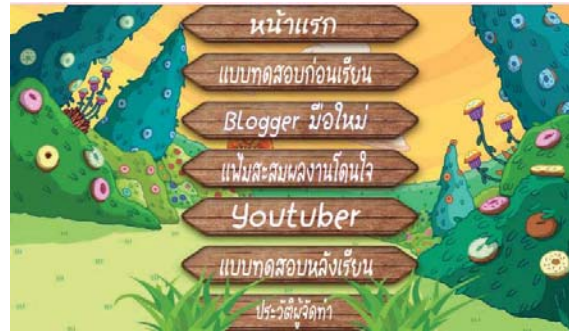 หน้าแรก
แบบทดสอบก่อนเรียน
Blogger มือใหม่
แฟ้มสะสมผลงานโดนใจ
Youtuber
แบบทดสอบหลังเรียน
ประวัติผู้จัดทำ